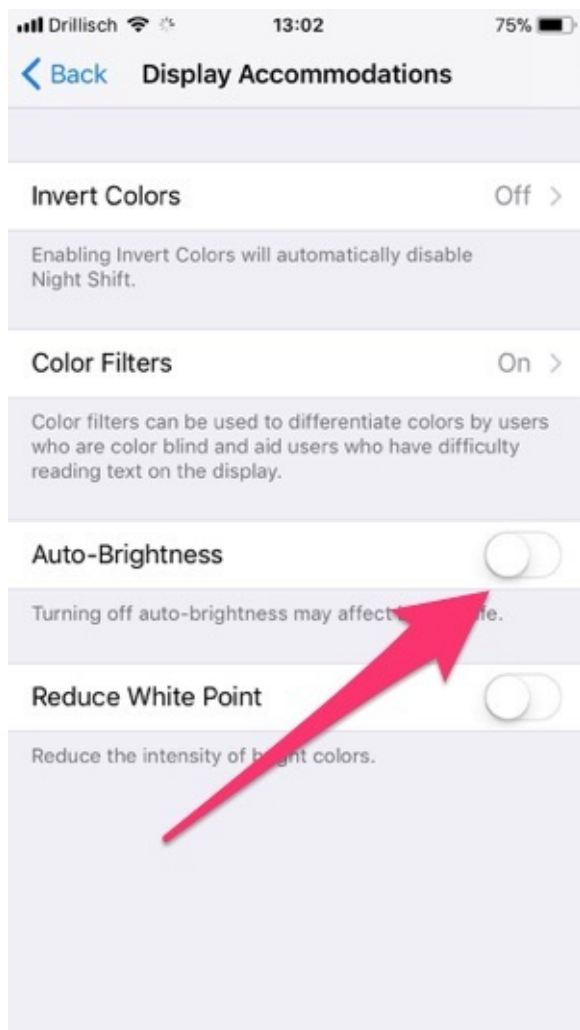 Drillisch 13:02 75%
Back Display Accommodations
Invert Colors Off
Enabling Invert Colors will automatically disable
Night Shift.
Color Filters On
Color filters can be used to differentiate colors by users
who are color blind and aid users who have difficulty
reading text on the display.
Auto-Brightness
Turning off auto-brightness may affect
Reduce White Point
Reduce the intensity of colors.